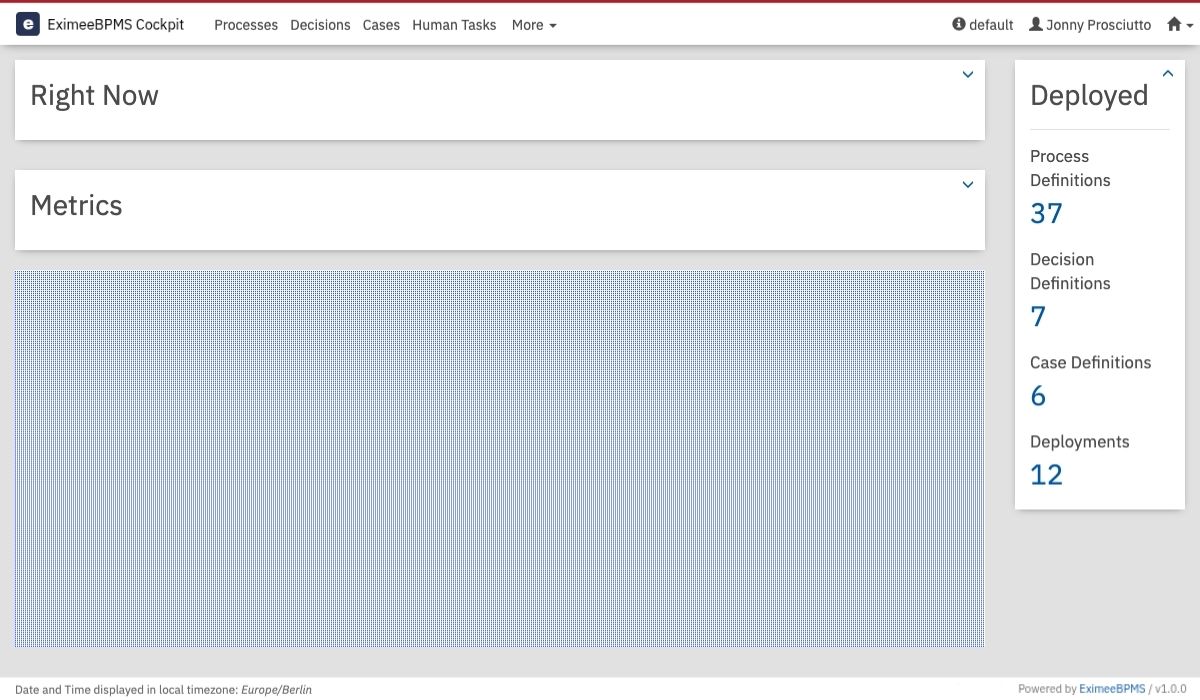 e EximeeBPMS Cockpit Processes Decisions Cases Human Tasks More default Jonny Prosciutto
Right Now
Metrics
Deployed
Process
Definitions
37
Decision
Definitions
7
Case Definitions
6
Deployments
12
Date and Time displayed in local timezone: Europe/Berlin
Powered by EximeeBPMS / v1.0.0